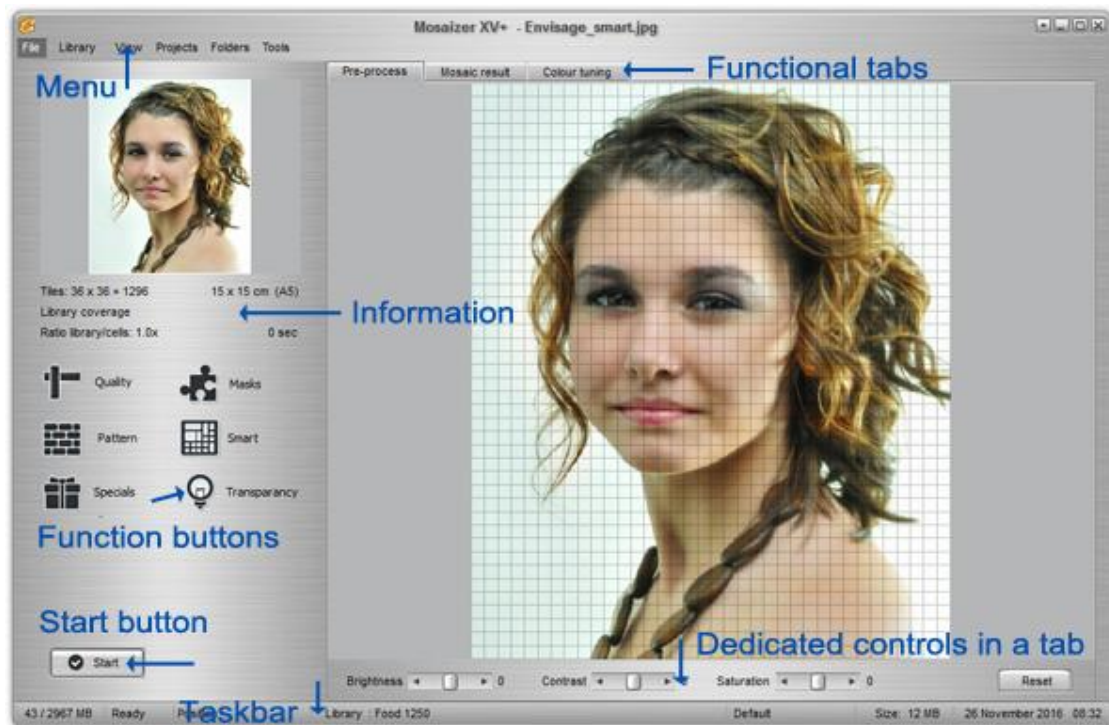 Mosaizer XV+ - Envisage_smart.jpg
File Library View Projects Folders Tools
Menu
Pre-process Mosaic result Colour tuning
Functional tabs
Tiles: 36 x 36 = 1296 15 x 15 cm (A5)
Library coverage
Ratio library/cells: 1.0x 0 sec
Information
Quality Masks
Pattern Smart
Specials Transparancy
Function buttons
Start button
Start
Dedicated controls in a tab
Brightness 0 Contrast Saturation 0 Reset
Taskbar
43 / 2967 MB Ready Library : Food 1250 Default Size: 12 MB 26 November 2016 08:32